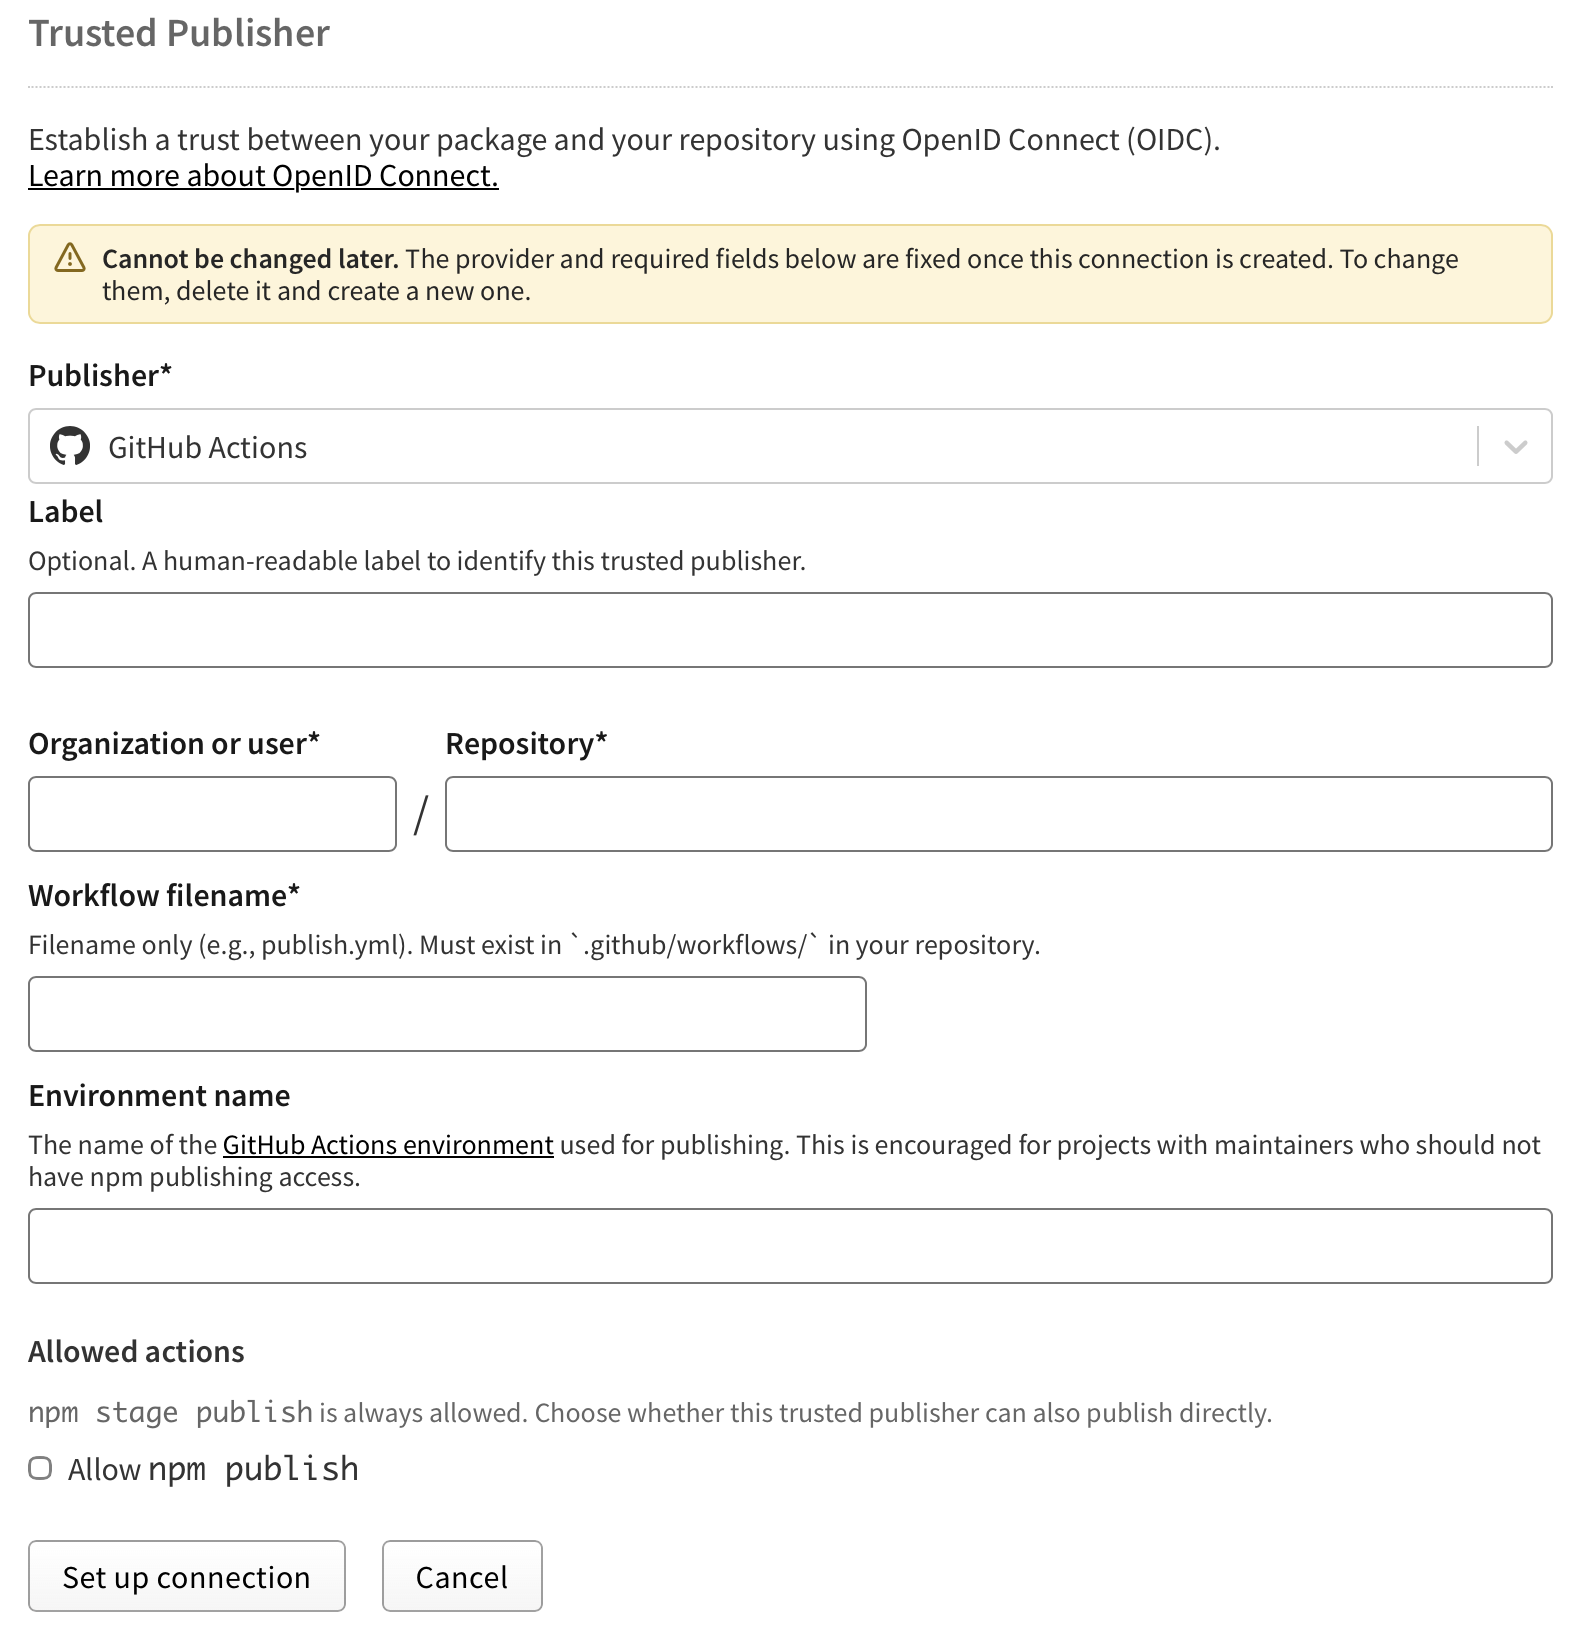 Trusted Publisher
Establish a trust between your package and your repository using OpenID Connect (OIDC).
Learn more about OpenID Connect.
Cannot be changed later. The provider and required fields below are fixed once this connection is created. To change
them, delete it and create a new one.
Publisher*
GitHub Actions
Label
Optional. A human-readable label to identify this trusted publisher.
Organization or user* Repository*
/
Workflow filename*
Filename only (e.g., publish.yml). Must exist in `.github/workflows/` in your repository.
Environment name
The name of the GitHub Actions environment used for publishing. This is encouraged for projects with maintainers who should not
have npm publishing access.
Allowed actions
npm stage publish is always allowed. Choose whether this trusted publisher can also publish directly.
Allow npm publish
Set up connection Cancel